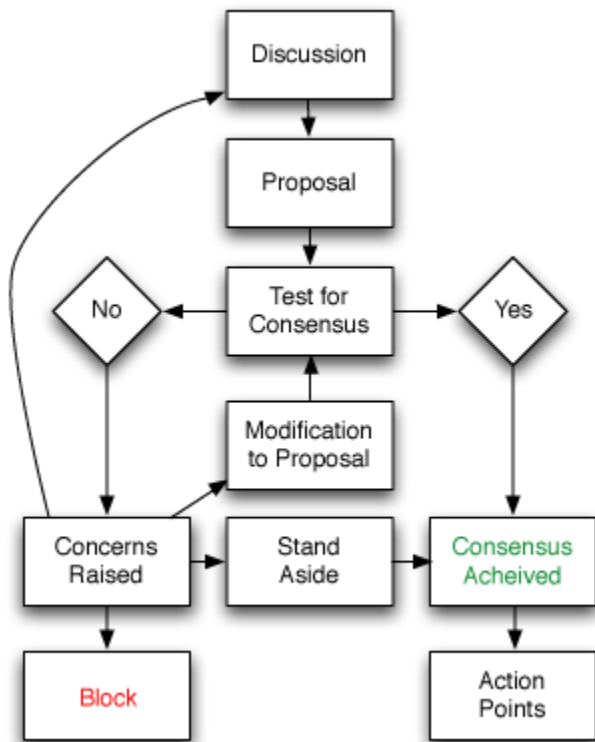 Discussion
Proposal
No
Test for
Consensus
Yes
Modification
to Proposal
Concerns
Raised
Stand
Aside
Consensus
Acheived
Block
Action
Points